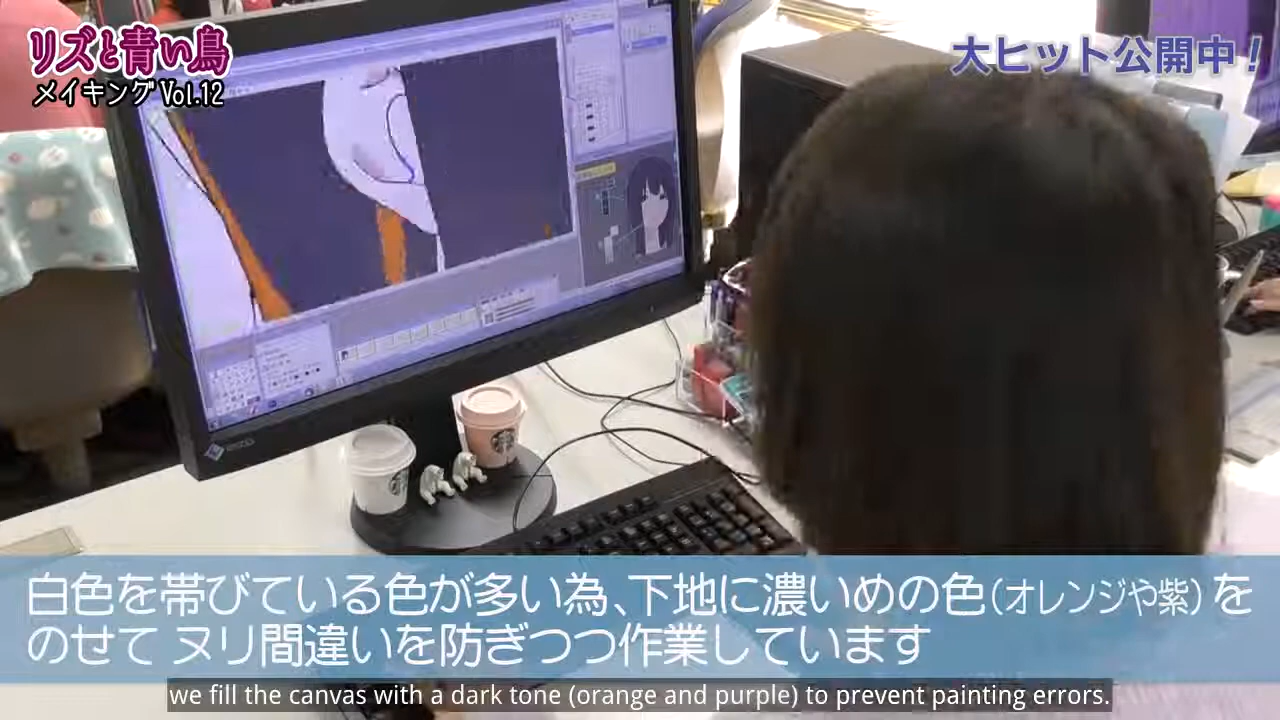 リズと青い鳥
メイキング Vol.12
大ヒット公開中！
EIZO
白色を帯びている色が多い為、下地に濃いめの色（オレンジや紫）を
のせて ヌリ間違いを防ぎつつ作業しています
we fill the canvas with a dark tone (orange and purple) to prevent painting errors.